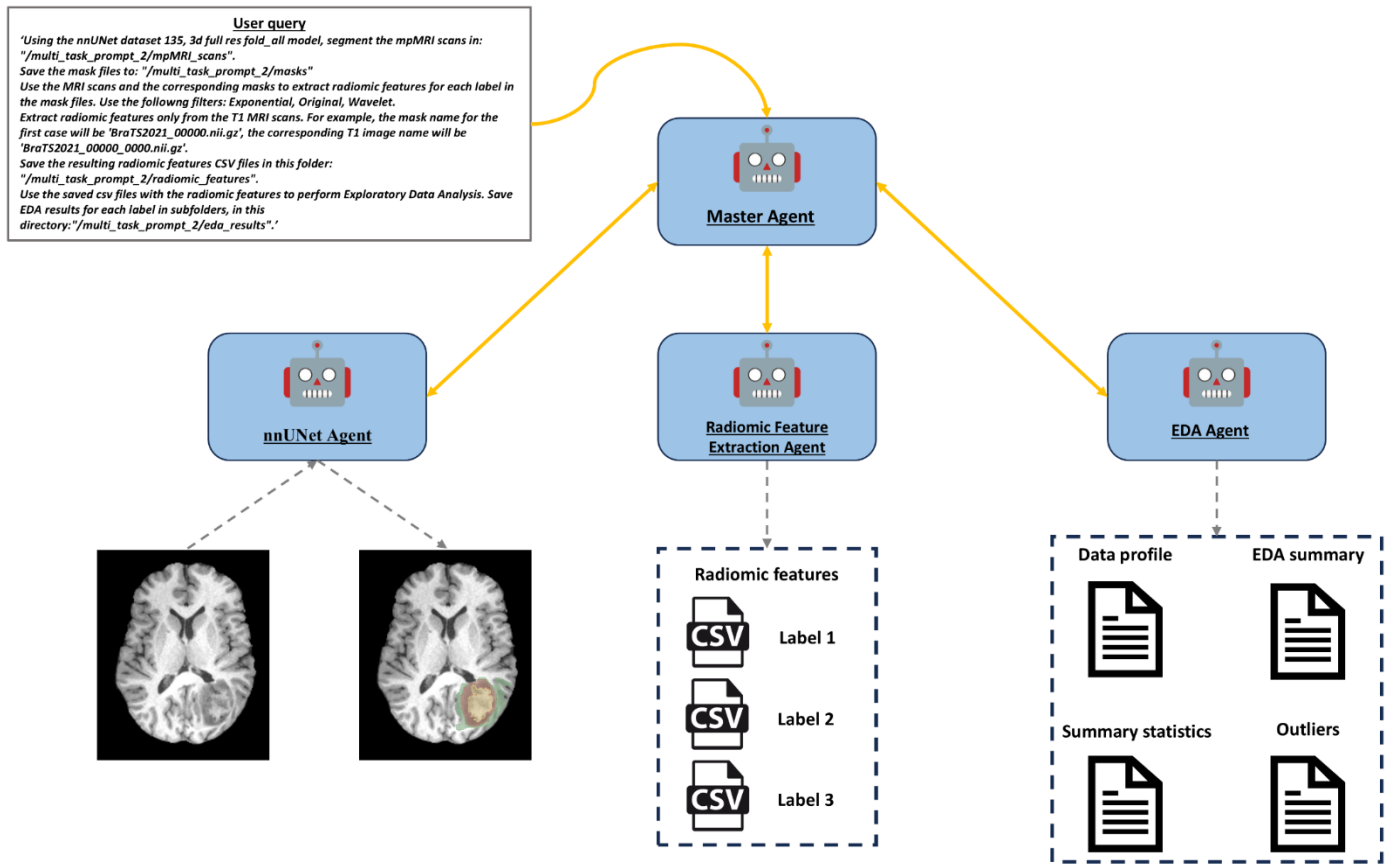 User query
‘Using the nnUNet dataset 135, 3d full res fold_all model, segment the mpMRI scans in:
"/multi_task_prompt_2/mpMRI_scans".
Save the mask files to: "/multi_task_prompt_2/masks"
Use the MRI scans and the corresponding masks to extract radiomic features for each label in
the mask files. Use the followng filters: Exponential, Original, Wavelet.
Extract radiomic features only from the T1 MRI scans. For example, the mask name for the
first case will be 'BraTS2021_00000.nii.gz', the corresponding T1 image name will be
'BraTS2021_00000_0000.nii.gz'.
Save the resulting radiomic features CSV files in this folder:
"/multi_task_prompt_2/radiomic_features".
Use the saved csv files with the radiomic features to perform Exploratory Data Analysis. Save
EDA results for each label in subfolders, in this
directory:"/multi_task_prompt_2/eda_results".’
Master Agent
nnUNet Agent
Radiomic Feature
Extraction Agent
EDA Agent
Radiomic features
CSV Label 1
CSV Label 2
CSV Label 3
Data profile
EDA summary
Summary statistics
Outliers